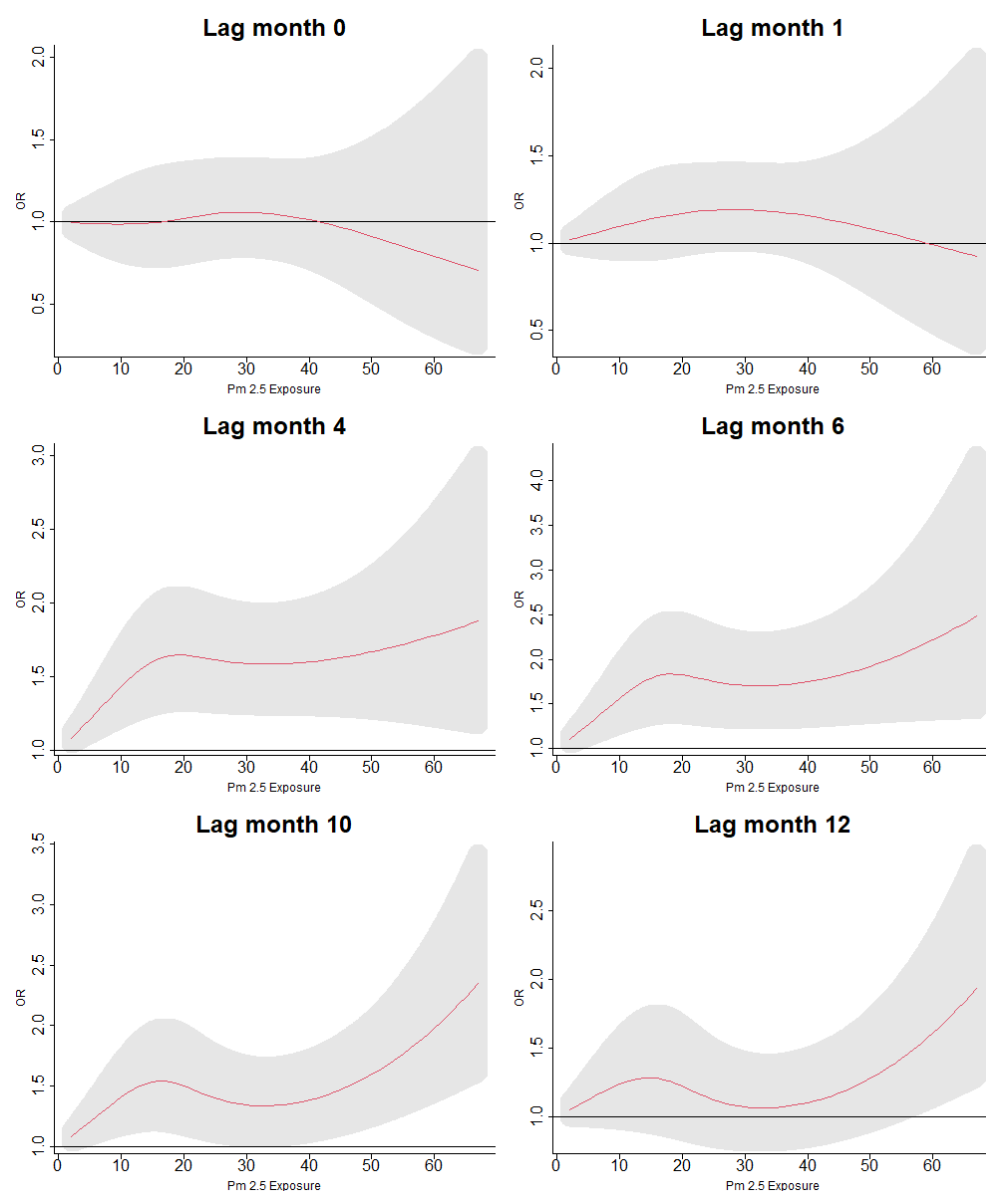 Lag month 0
2.0
1.5
1.0
0.5
OR
0 10 20 30 40 50 60
Pm 2.5 Exposure
Lag month 1
2.0
1.5
1.0
0.5
OR
0 10 20 30 40 50 60
Pm 2.5 Exposure
Lag month 4
3.0
2.5
2.0
1.5
1.0
OR
0 10 20 30 40 50 60
Pm 2.5 Exposure
Lag month 6
4.0
3.5
3.0
2.5
2.0
1.5
1.0
OR
0 10 20 30 40 50 60
Pm 2.5 Exposure
Lag month 10
3.5
3.0
2.5
2.0
1.5
1.0
OR
0 10 20 30 40 50 60
Pm 2.5 Exposure
Lag month 12
2.5
2.0
1.5
1.0
OR
0 10 20 30 40 50 60
Pm 2.5 Exposure